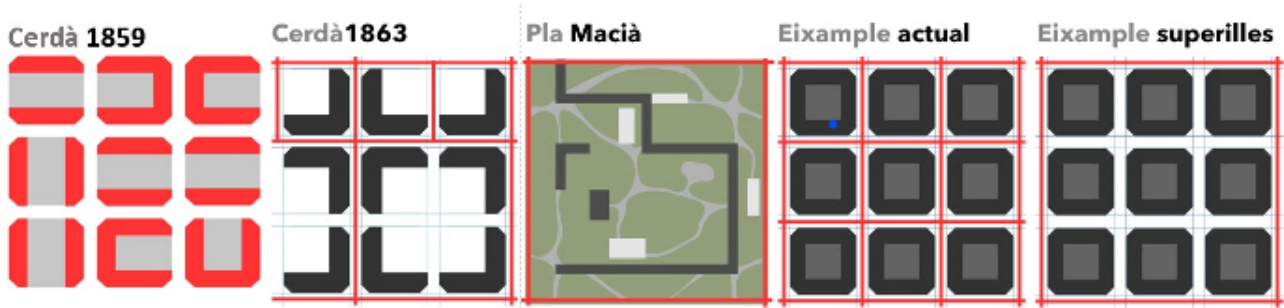 Cerdà 1859
Cerdà1863
Pla Macià
Eixample actual
Eixample superilles